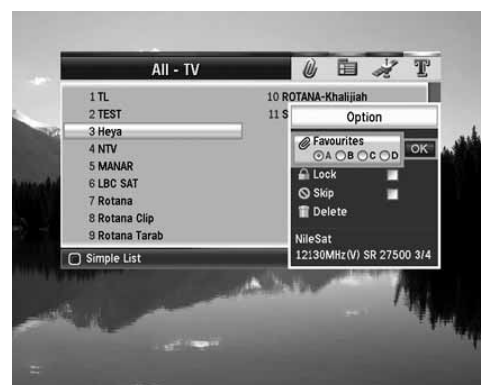 All - TV
T
1 TL
2 TEST
3 Heya
4 NTV
5 MANAR
6 LBC SAT
7 Rotana
8 Rotana Clip
9 Rotana Tarab
10 ROTANA-Khalijiah
11 S
Option
Favourites
A B C D
OK
Lock
Skip
Delete
NileSat
12130MHz(V) SR 27500 3/4
Simple List